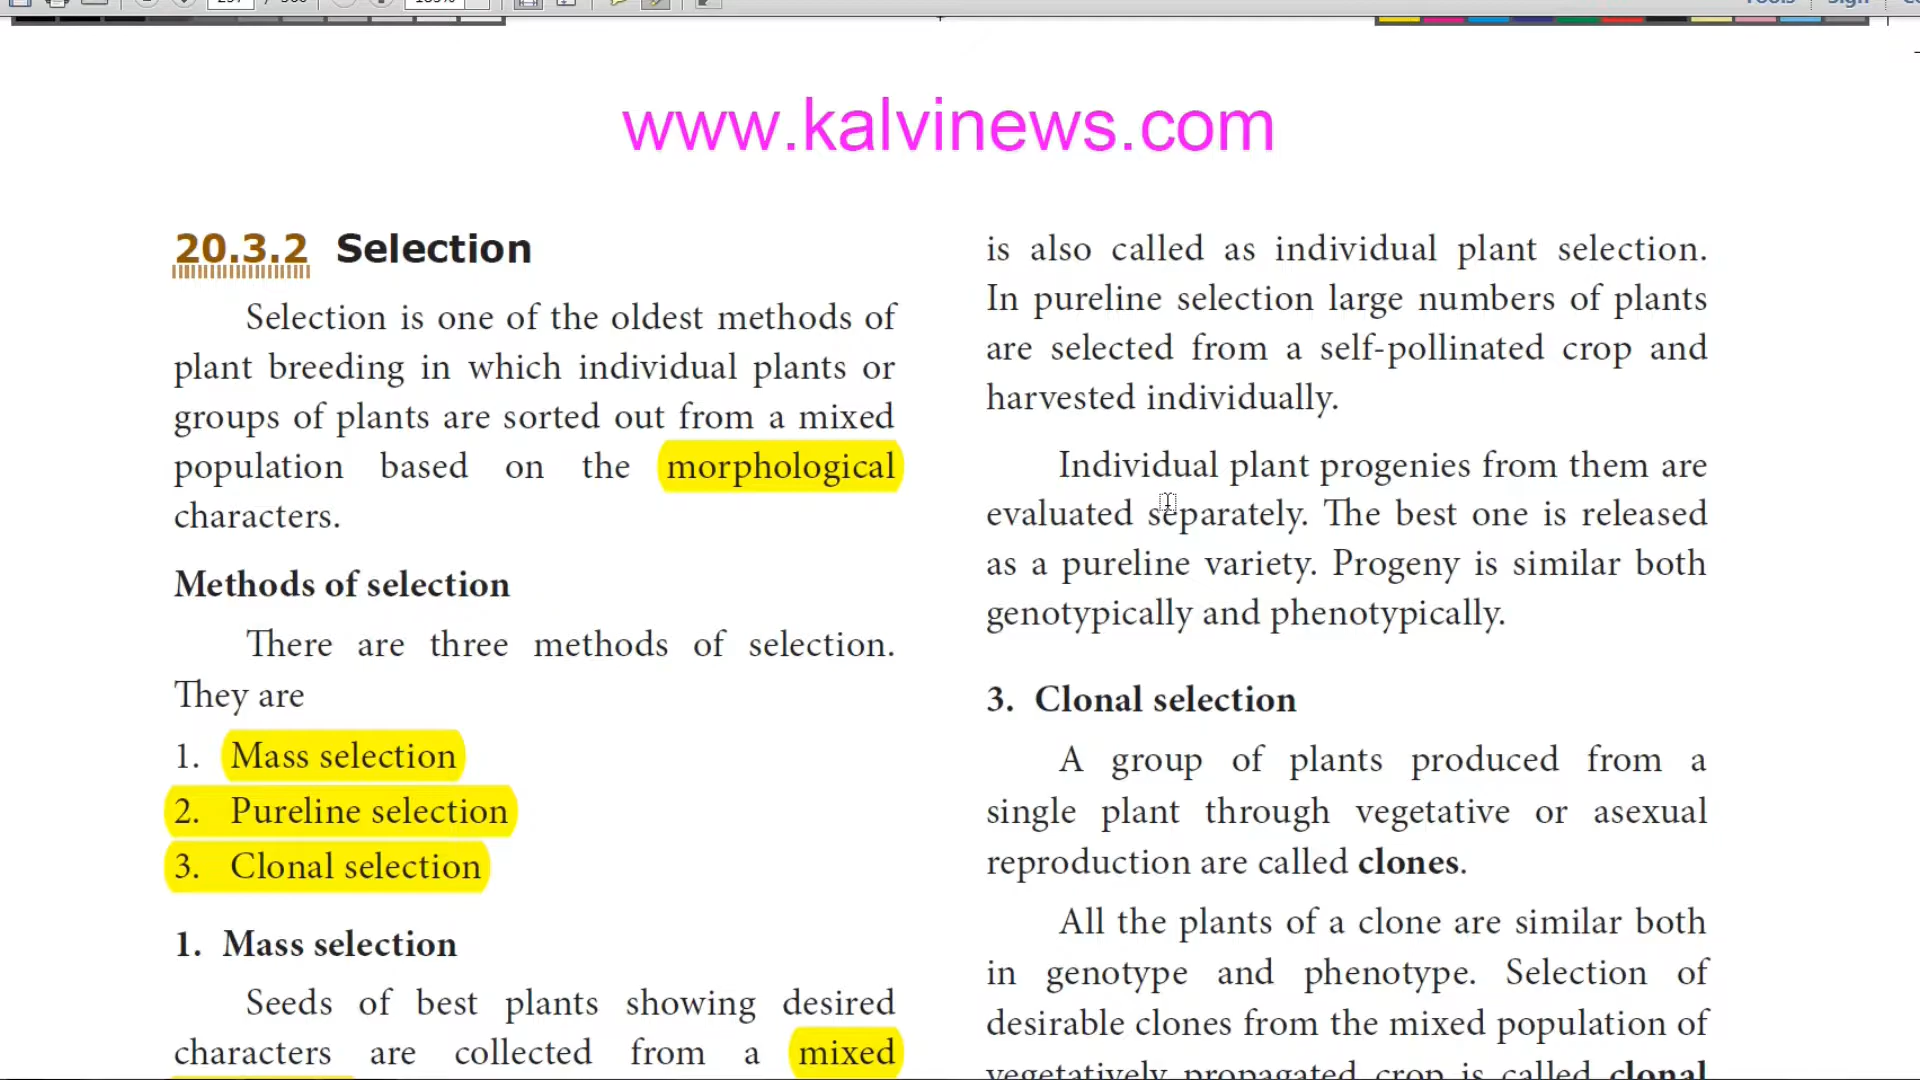 www.kalvinews.com
20.3.2 Selection
Selection is one of the oldest methods of
plant breeding in which individual plants or
groups of plants are sorted out from a mixed
population based on the morphological
characters.
Methods of selection
There are three methods of selection.
They are
1. Mass selection
2. Pureline selection
3. Clonal selection
1. Mass selection
Seeds of best plants showing desired
characters are collected from a mixed
is also called as individual plant selection.
In pureline selection large numbers of plants
are selected from a self-pollinated crop and
harvested individually.
Individual plant progenies from them are
evaluated separately. The best one is released
as a pureline variety. Progeny is similar both
genotypically and phenotypically.
3. Clonal selection
A group of plants produced from a
single plant through vegetative or asexual
reproduction are called clones.
All the plants of a clone are similar both
in genotype and phenotype. Selection of
desirable clones from the mixed population of
vegetatively propagated crop is called clonal